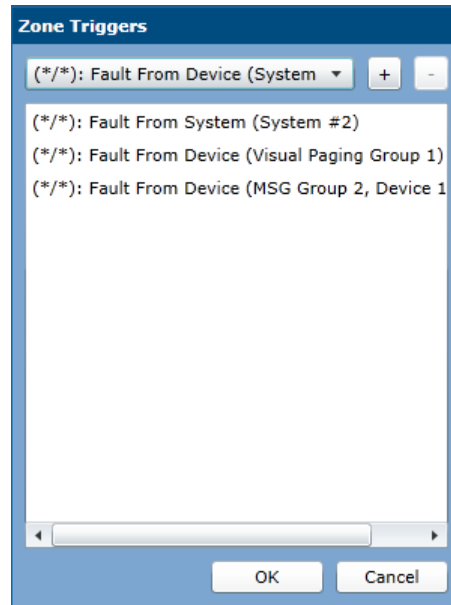 Zone Triggers
(*/*): Fault From Device (System
+ -
(*/*): Fault From System (System #2)
(*/*): Fault From Device (Visual Paging Group 1)
(*/*): Fault From Device (MSG Group 2, Device 1
OK Cancel